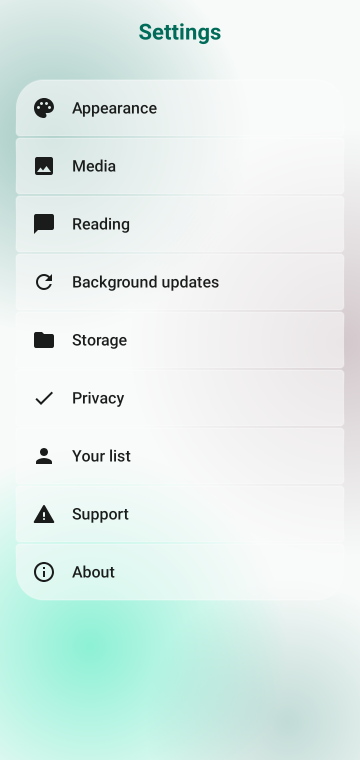 Settings
Appearance
Media
Reading
Background updates
Storage
Privacy
Your list
Support
About